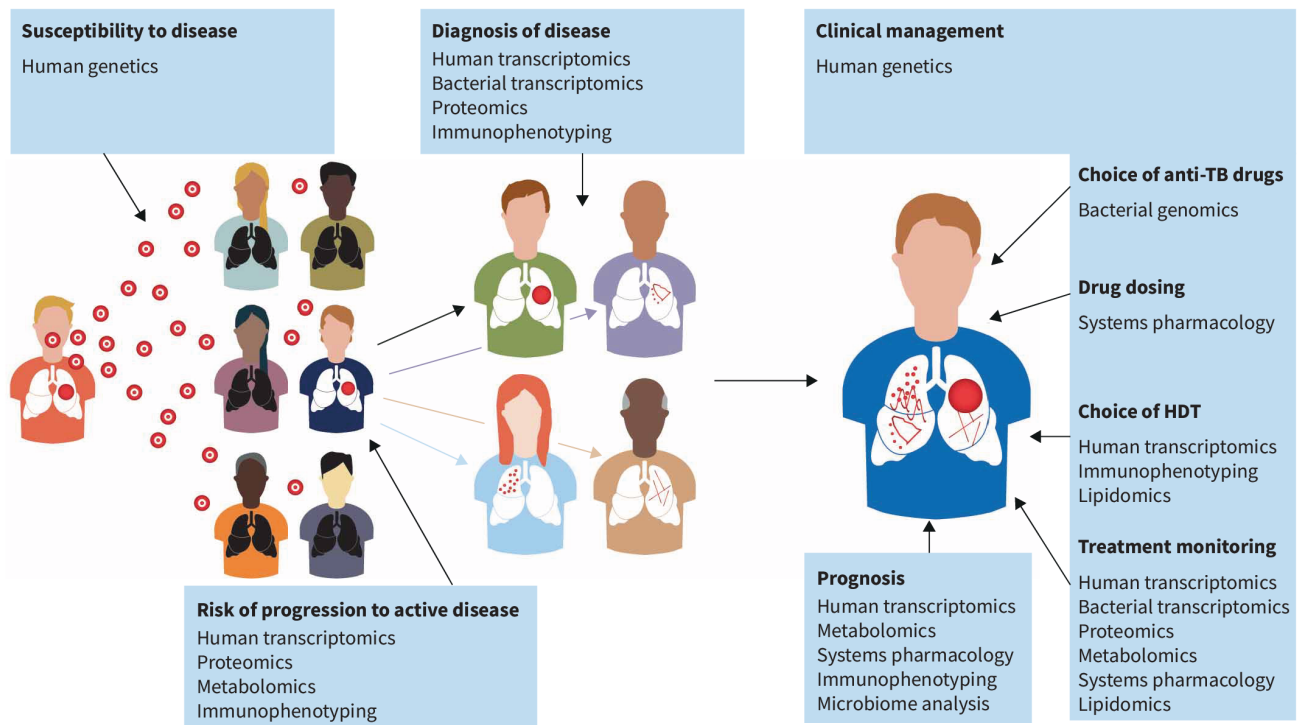 Susceptibility to disease
Human genetics
Diagnosis of disease
Human transcriptomics
Bacterial transcriptomics
Proteomics
Immunophenotyping
Clinical management
Human genetics
Choice of anti-TB drugs
Bacterial genomics
Drug dosing
Systems pharmacology
Choice of HDT
Human transcriptomics
Immunophenotyping
Lipidomics
Treatment monitoring
Human transcriptomics
Bacterial transcriptomics
Proteomics
Metabolomics
Systems pharmacology
Lipidomics
Prognosis
Human transcriptomics
Metabolomics
Systems pharmacology
Immunophenotyping
Microbiome analysis
Risk of progression to active disease
Human transcriptomics
Proteomics
Metabolomics
Immunophenotyping